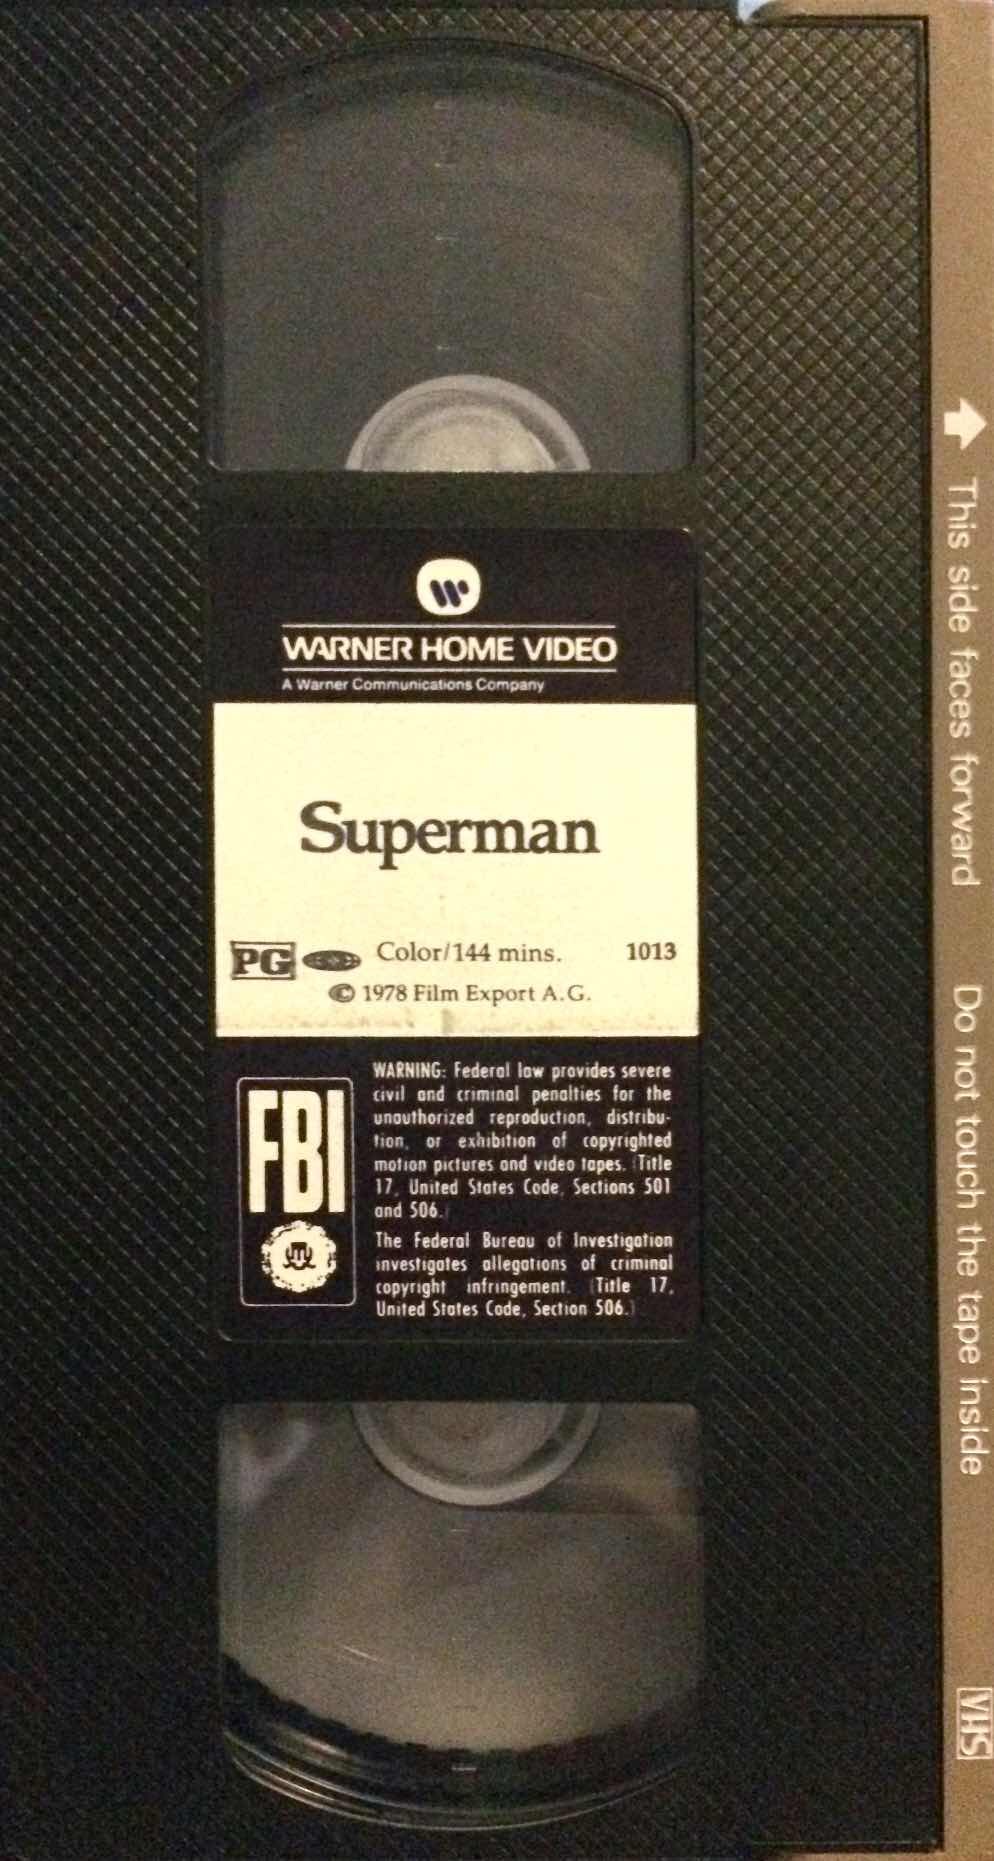 WARNER HOME VIDEO
A Warner Communications Company
Superman
PG Color/144 mins. 1013
© 1978 Film Export A.G.
FBI
WARNING: Federal law provides severe
civil and criminal penalties for the
unauthorized reproduction, distribu-
tion, or exhibition of copyrighted
motion pictures and video tapes. (Title
17, United States Code, Sections 501
and 506.)
The Federal Bureau of Investigation
investigates allegations of criminal
copyright infringement. (Title 17,
United States Code, Section 506.)
This side faces forward Do not touch the tape inside
VHS